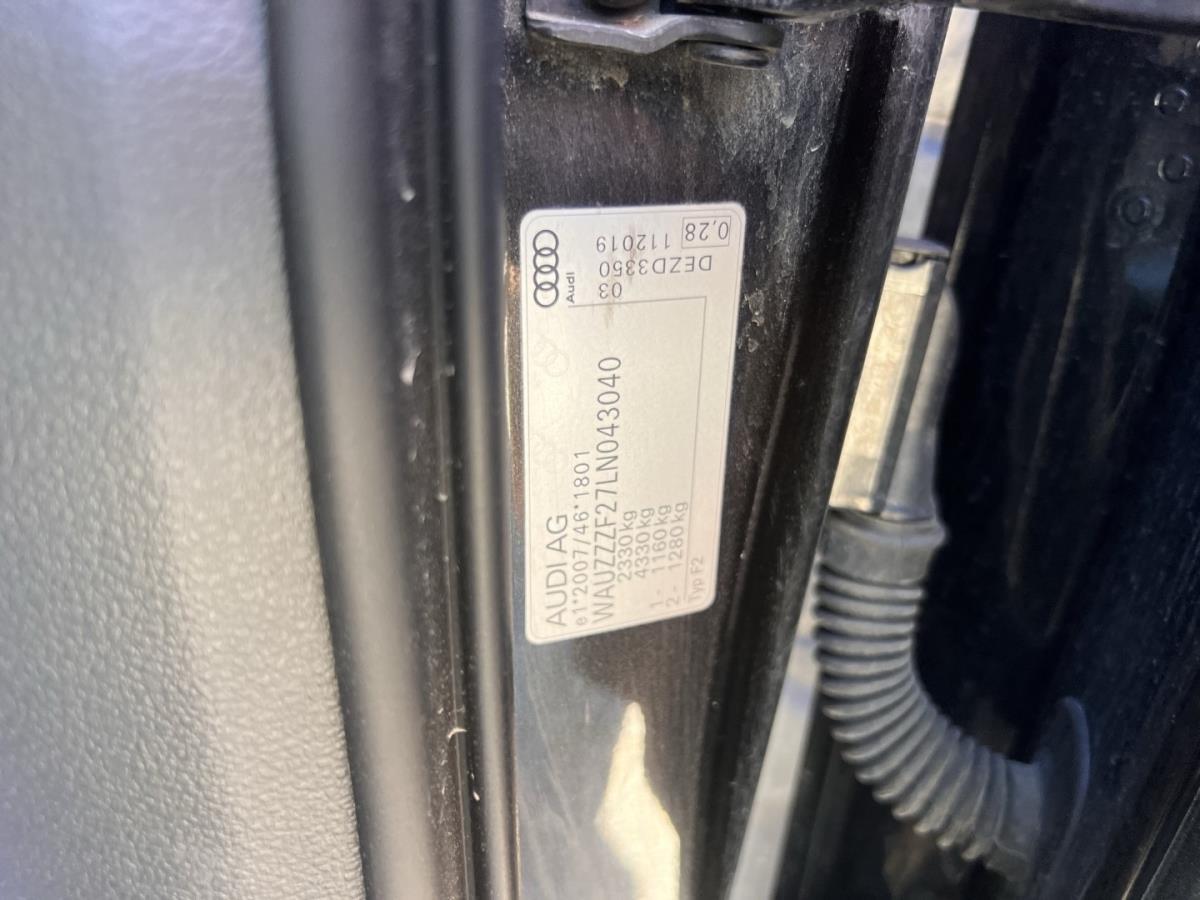 AUDI AG
e1*2007/46*1801
WAUZZZF27LN043040
2330kg
4330kg
1 - 1160kg
2 - 1280kg
Typ F2
Audi
03
DEZD3350
112019
0,28